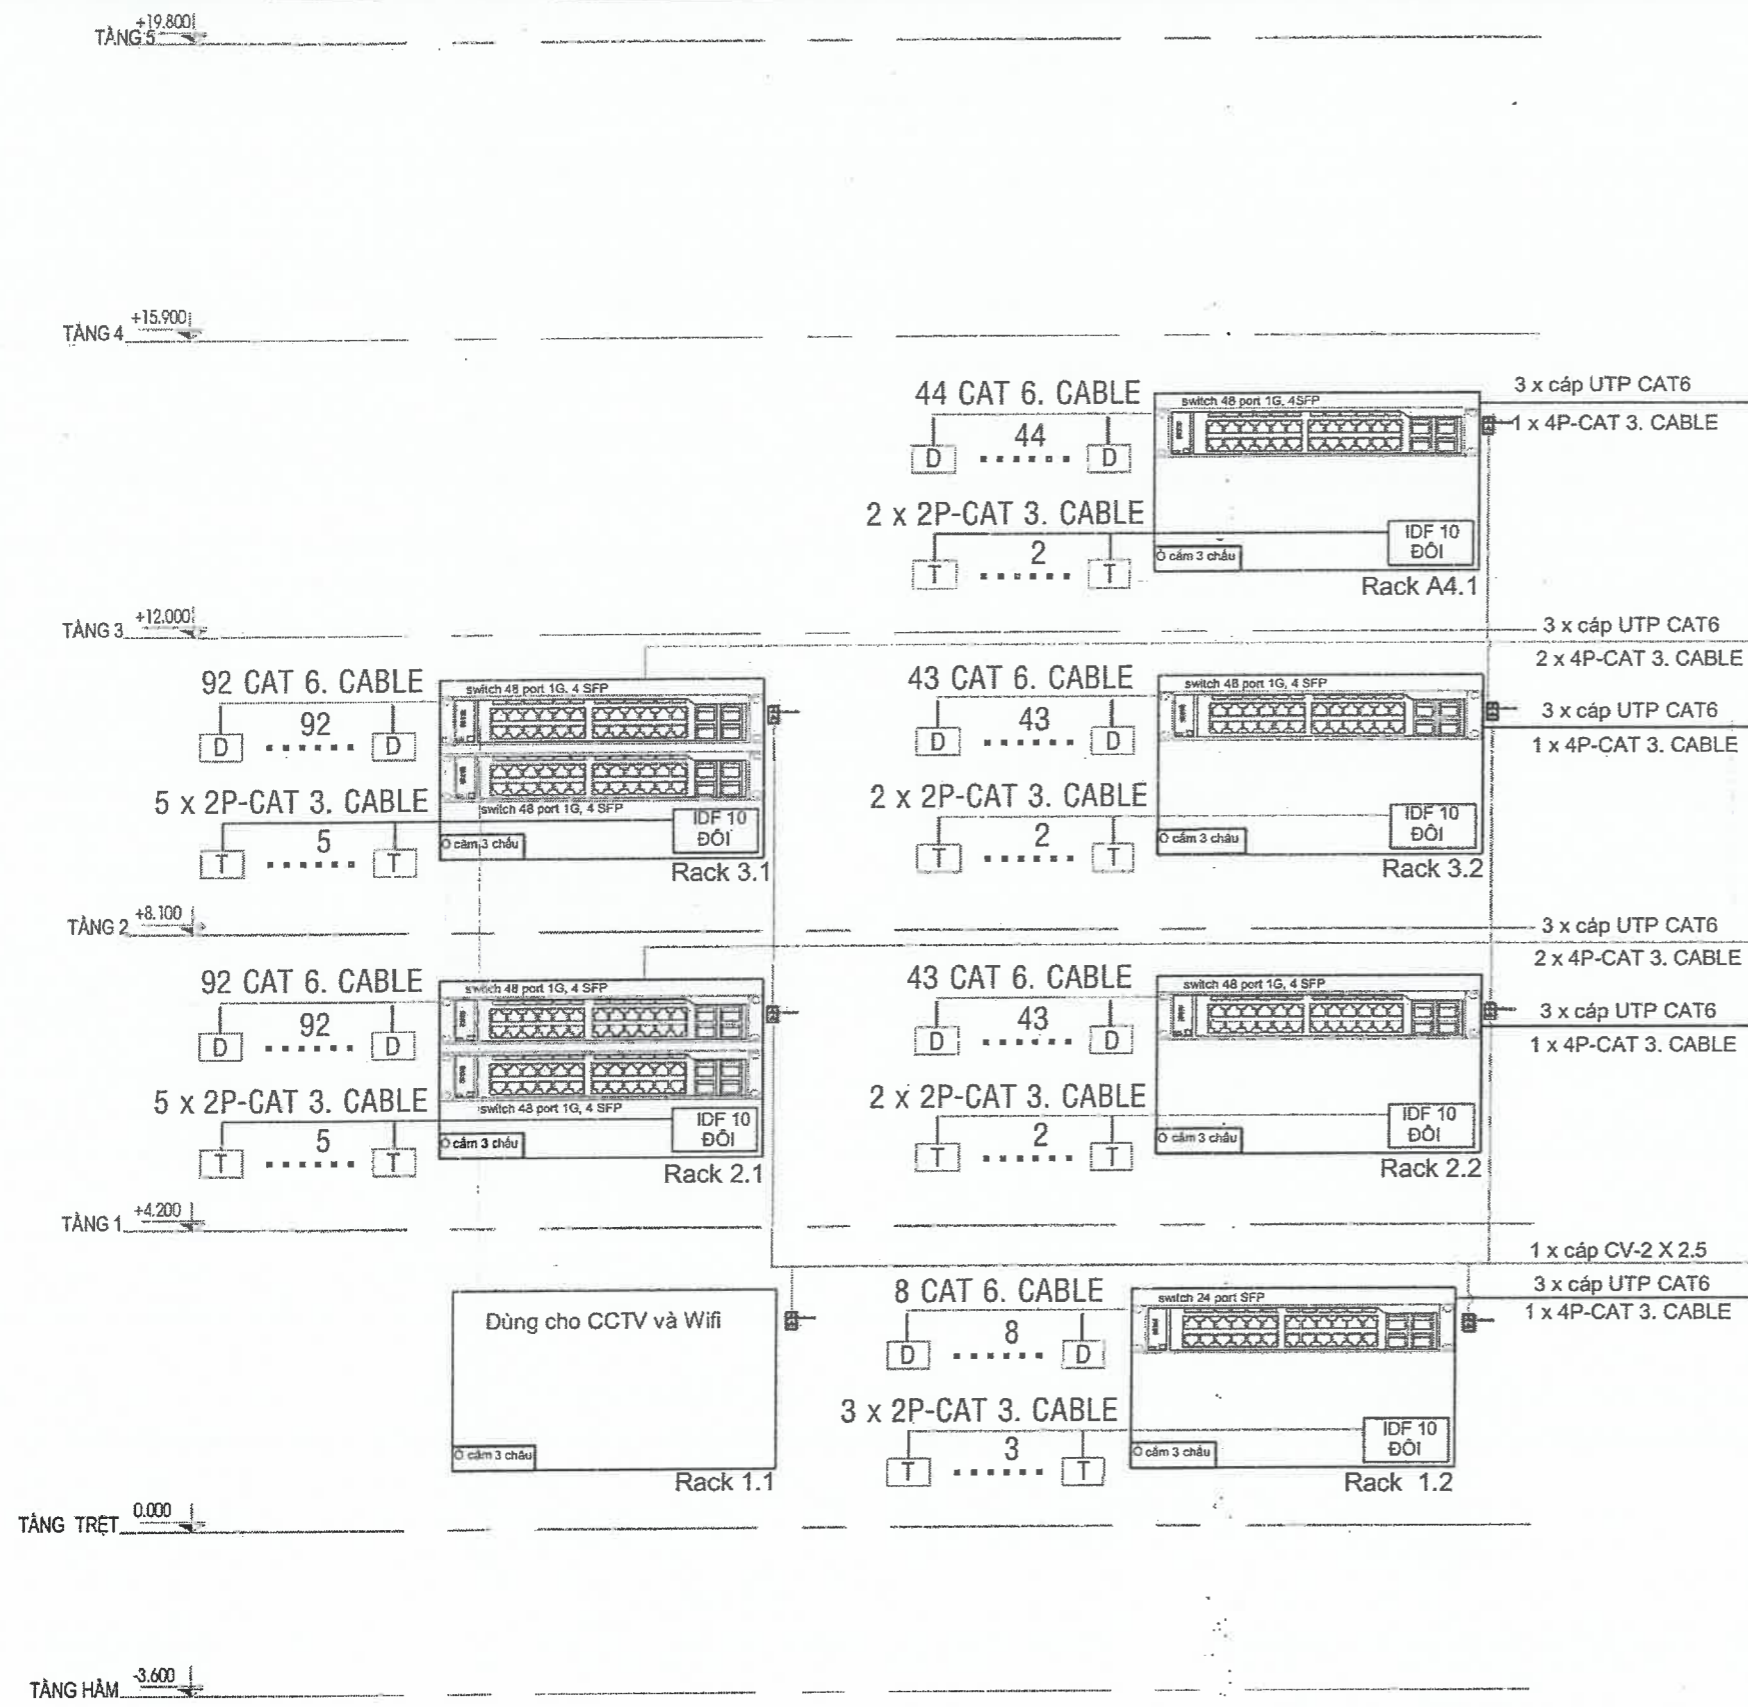 +19.800
TẦNG 5
+15.900
TẦNG 4
44 CAT 6. CABLE
44
D ...... D
2 x 2P-CAT 3. CABLE
2
T ...... T
switch 48 port 1G, 4SFP
IDF 10
ĐÔI
Ổ cắm 3 chấu
Rack A4.1
3 x cáp UTP CAT6
1 x 4P-CAT 3. CABLE
+12.000
TẦNG 3
3 x cáp UTP CAT6
2 x 4P-CAT 3. CABLE
92 CAT 6. CABLE
92
D ...... D
5 x 2P-CAT 3. CABLE
5
T ...... T
switch 48 port 1G, 4 SFP
switch 48 port 1G, 4 SFP
IDF 10
ĐÔI
Ổ cắm 3 chấu
Rack 3.1
43 CAT 6. CABLE
43
D ...... D
2 x 2P-CAT 3. CABLE
2
T ...... T
switch 48 port 1G, 4 SFP
IDF 10
ĐÔI
Ổ cắm 3 chấu
Rack 3.2
3 x cáp UTP CAT6
1 x 4P-CAT 3. CABLE
+8.100
TẦNG 2
3 x cáp UTP CAT6
2 x 4P-CAT 3. CABLE
92 CAT 6. CABLE
92
D ...... D
5 x 2P-CAT 3. CABLE
5
T ...... T
switch 48 port 1G, 4 SFP
switch 48 port 1G, 4 SFP
IDF 10
ĐÔI
Ổ cắm 3 chấu
Rack 2.1
43 CAT 6. CABLE
43
D ...... D
2 x 2P-CAT 3. CABLE
2
T ...... T
switch 48 port 1G, 4 SFP
IDF 10
ĐÔI
Ổ cắm 3 chấu
Rack 2.2
3 x cáp UTP CAT6
1 x 4P-CAT 3. CABLE
+4.200
TẦNG 1
1 x cáp CV-2 X 2.5
3 x cáp UTP CAT6
1 x 4P-CAT 3. CABLE
Dùng cho CCTV và Wifi
Ổ cắm 3 chấu
Rack 1.1
8 CAT 6. CABLE
8
D ...... D
3 x 2P-CAT 3. CABLE
3
T ...... T
switch 24 port SFP
IDF 10
ĐÔI
Ổ cắm 3 chấu
Rack 1.2
0.000
TẦNG TRỆT
-3.600
TẦNG HẦM